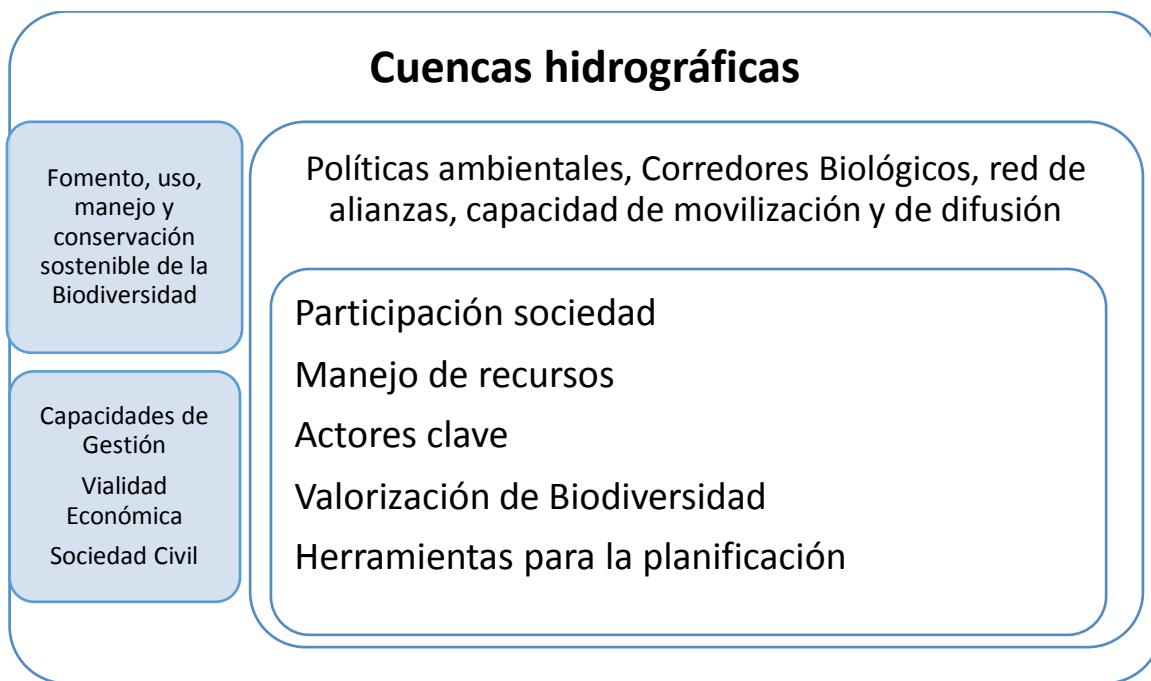 Cuencas hidrográficas
Fomento, uso,
manejo y
conservación
sostenible de la
Biodiversidad
Capacidades de
Gestión
Vialidad
Económica
Sociedad Civil
Políticas ambientales, Corredores Biológicos, red de
alianzas, capacidad de movilización y de difusión
Participación sociedad
Manejo de recursos
Actores clave
Valorización de Biodiversidad
Herramientas para la planificación